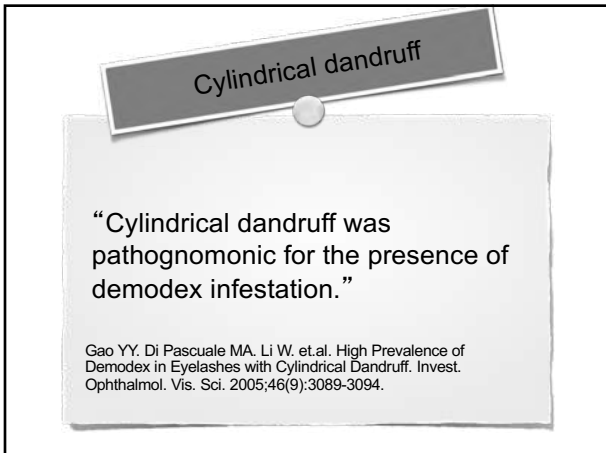 Cylindrical dandruff
“Cylindrical dandruff was
pathognomonic for the presence of
demodex infestation.”
Gao YY. Di Pascuale MA. Li W. et.al. High Prevalence of
Demodex in Eyelashes with Cylindrical Dandruff. Invest.
Ophthalmol. Vis. Sci. 2005;46(9):3089-3094.